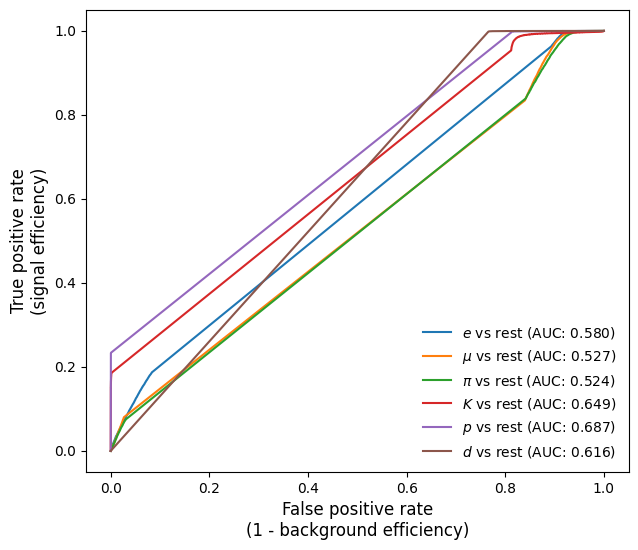 1.0
0.8
0.6
0.4
0.2
0.0
True positive rate
(signal efficiency)
e vs rest (AUC: 0.580)
μ vs rest (AUC: 0.527)
π vs rest (AUC: 0.524)
K vs rest (AUC: 0.649)
p vs rest (AUC: 0.687)
d vs rest (AUC: 0.616)
0.0 0.2 0.4 0.6 0.8 1.0
False positive rate
(1 - background efficiency)